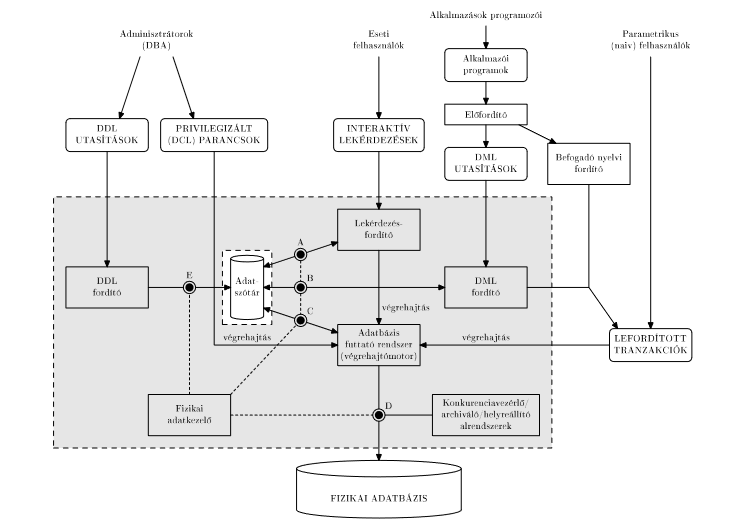 Alkalmazások programozói
Adminisztrátorok
(DBA)
Eseti
felhasználók
Parametrikus
(naiv) felhasználók
Alkalmazói
programok
Előfordító
DDL
UTASÍTÁSOK
PRIVILEGIZÁLT
(DCL) PARANCSOK
INTERAKTÍV
LEKÉRDEZÉSEK
DML
UTASÍTÁSOK
Befogadó nyelvi
fordító
Lekérdezés-
fordító
A
E
B
C
DDL
fordító
Adat-
szótár
DML
fordító
végrehajtás
végrehajtás
Adatbázis
futtató rendszer
(végrehajtómotor)
végrehajtás
LEFORDÍTOTT
TRANZAKCIÓK
Fizikai
adatkezelő
D
Konkurenciavezérlő/
archiváló/helyreállító
alrendszerek
FIZIKAI ADATBÁZIS